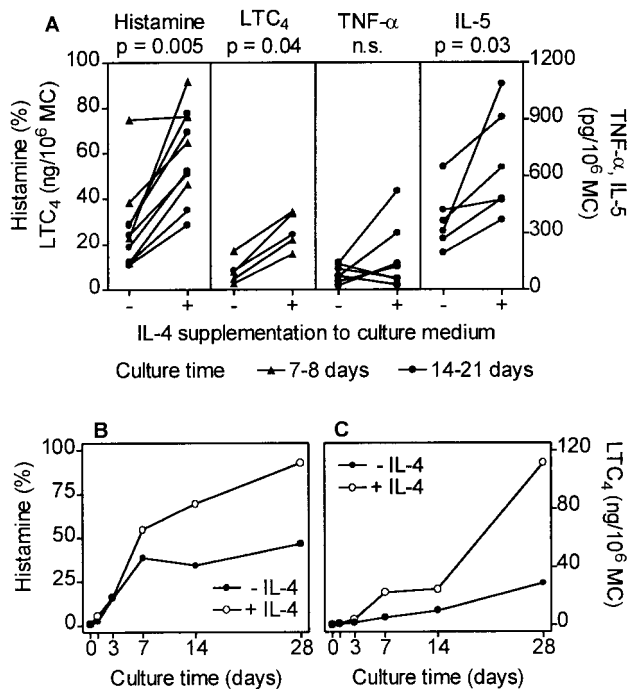 A
Histamine LTC4 TNF-α IL-5
p = 0.005 p = 0.04 n.s. p = 0.03
Histamine (%)
LTC4 (ng/10^6 MC)
100
80
60
40
20
0
1200
900
600
300
0
TNF-α, IL-5
(pg/10^6 MC)
- + - + - + - +
IL-4 supplementation to culture medium
Culture time 7-8 days 14-21 days
B
Histamine (%)
100
75
50
25
0
- IL-4
+ IL-4
0 1 3 7 14 28
Culture time (days)
C
- IL-4
+ IL-4
120
80
40
0
LTC4 (ng/10^6 MC)
0 1 3 7 14 28
Culture time (days)